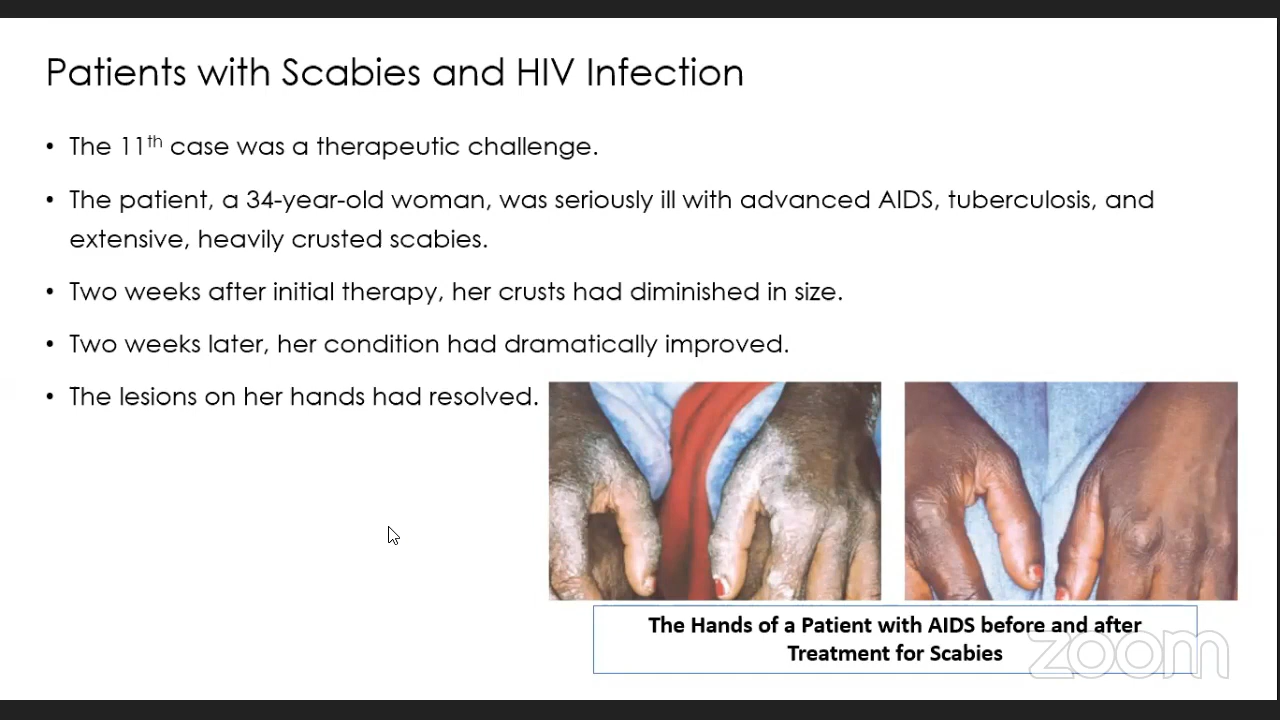 Patients with Scabies and HIV Infection
• The 11th case was a therapeutic challenge.
• The patient, a 34-year-old woman, was seriously ill with advanced AIDS, tuberculosis, and
extensive, heavily crusted scabies.
• Two weeks after initial therapy, her crusts had diminished in size.
• Two weeks later, her condition had dramatically improved.
• The lesions on her hands had resolved.
The Hands of a Patient with AIDS before and after
Treatment for Scabies
zoom